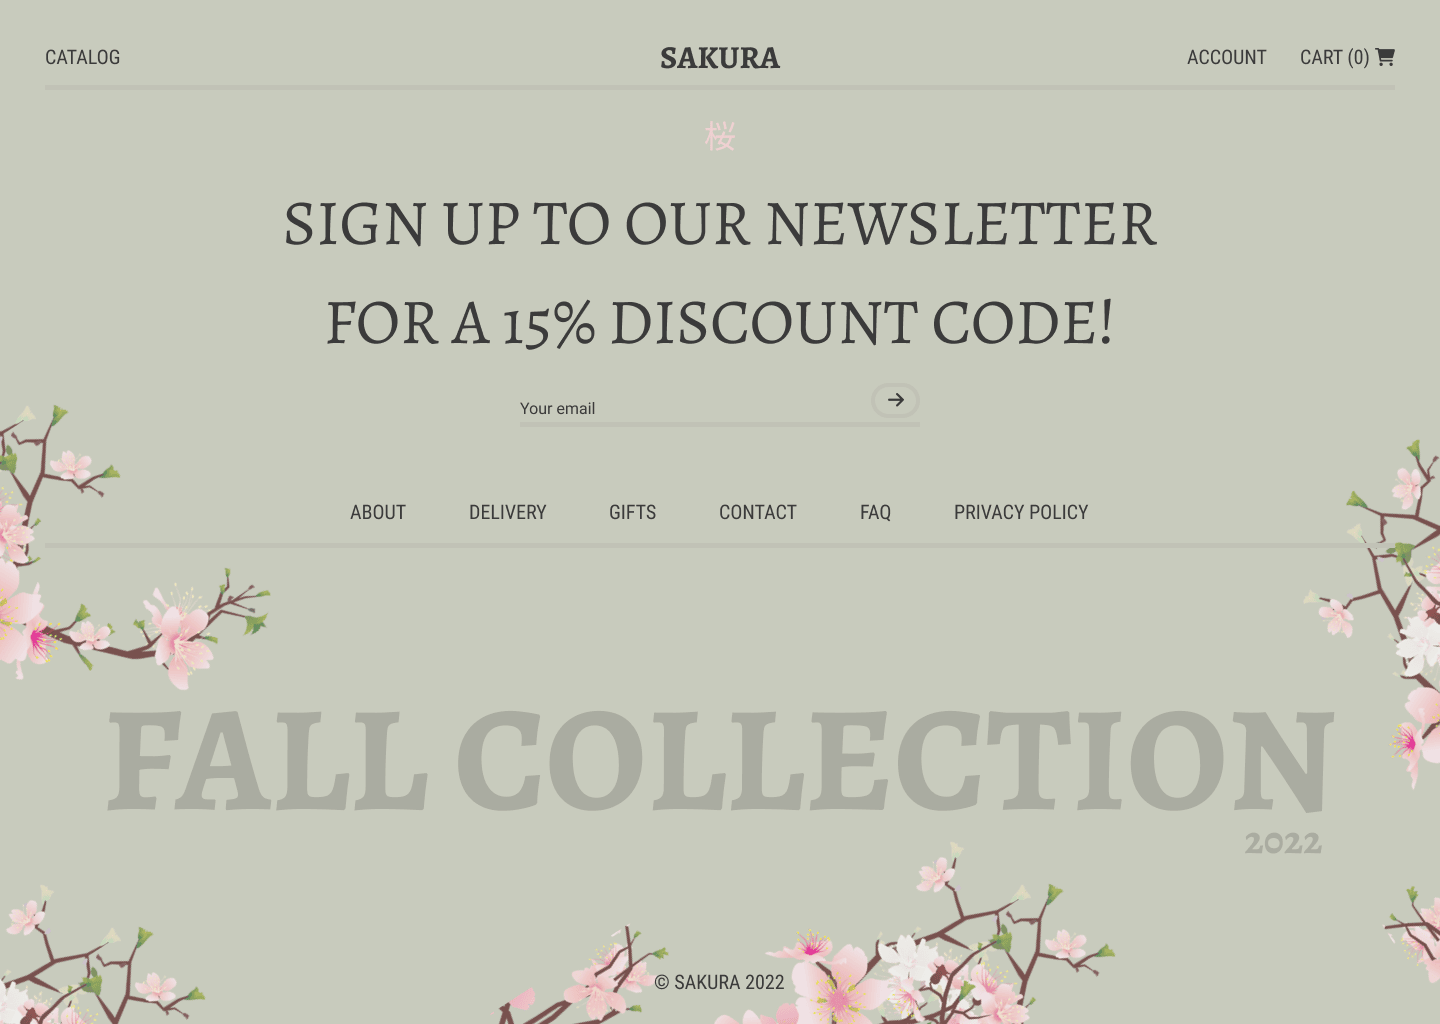 CATALOG SAKURA ACCOUNT CART (0)
桜
SIGN UP TO OUR NEWSLETTER
FOR A 15% DISCOUNT CODE!
Your email
ABOUT DELIVERY GIFTS CONTACT FAQ PRIVACY POLICY
FALL COLLECTION
2022
© SAKURA 2022